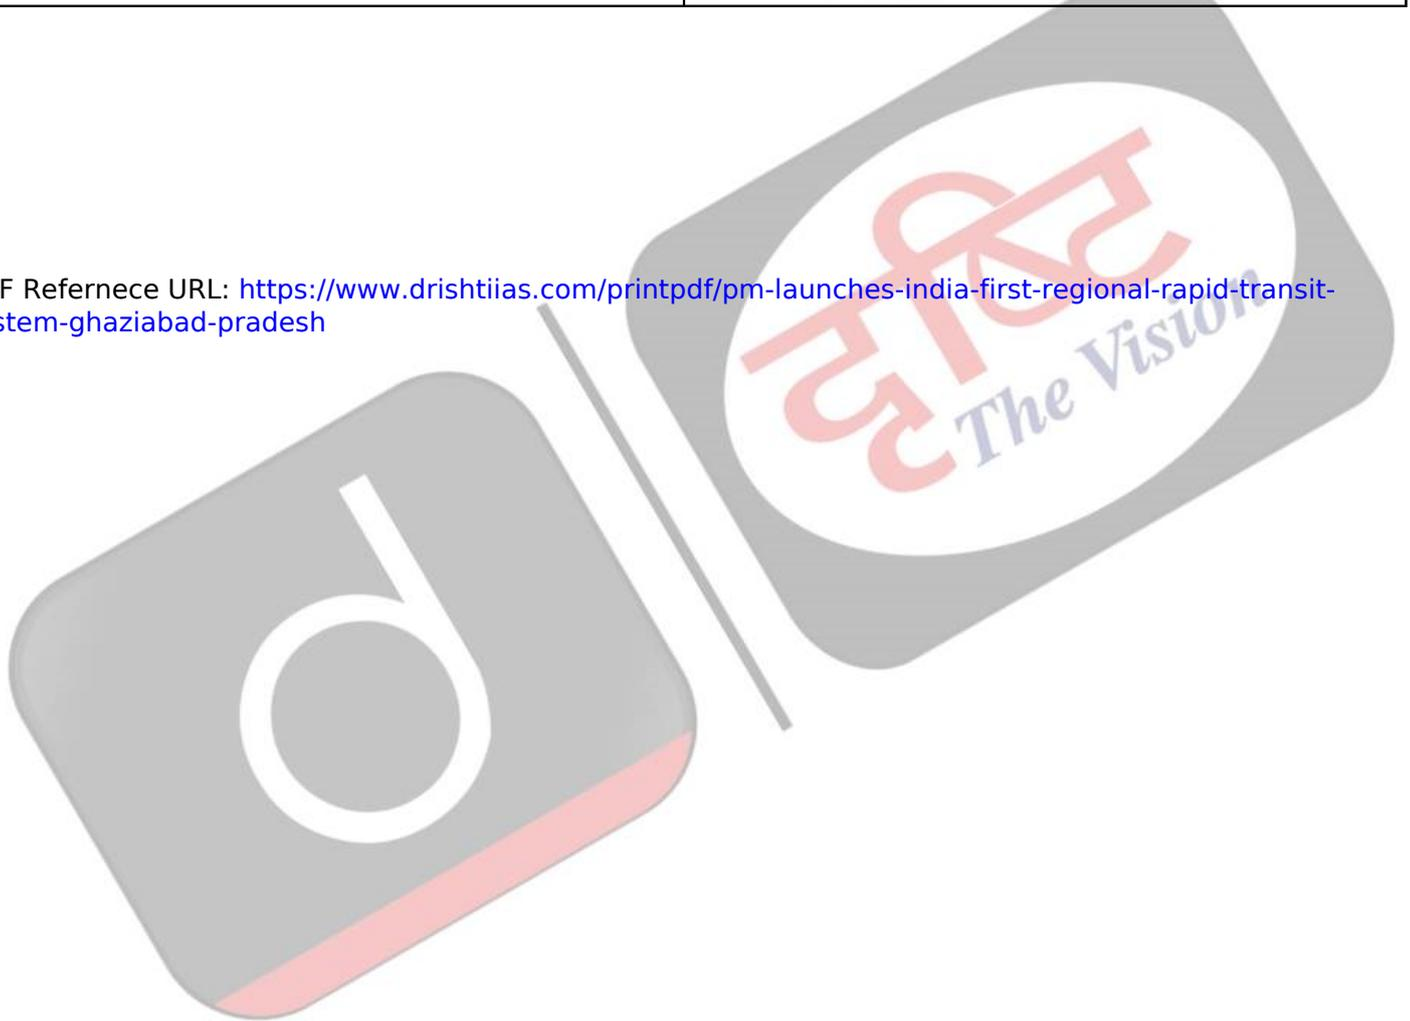 F Refernece URL: https://www.drishtiias.com/printpdf/pm-launches-india-first-regional-rapid-transit-
stem-ghaziabad-pradesh
दृष्टि
The Vision
d